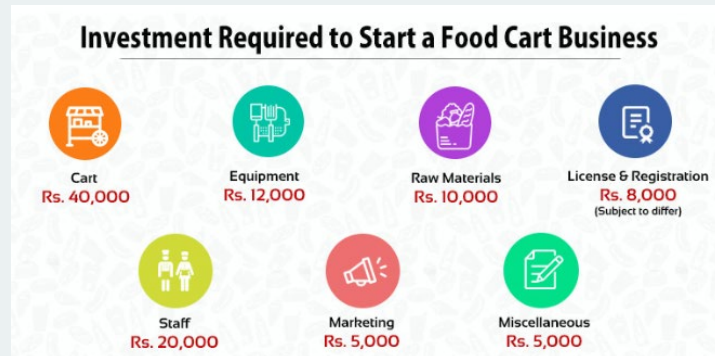 Investment Required to Start a Food Cart Business
Cart
Rs. 40,000
Equipment
Rs. 12,000
Raw Materials
Rs. 10,000
License & Registration
Rs. 8,000
(Subject to differ)
Staff
Rs. 20,000
Marketing
Rs. 5,000
Miscellaneous
Rs. 5,000